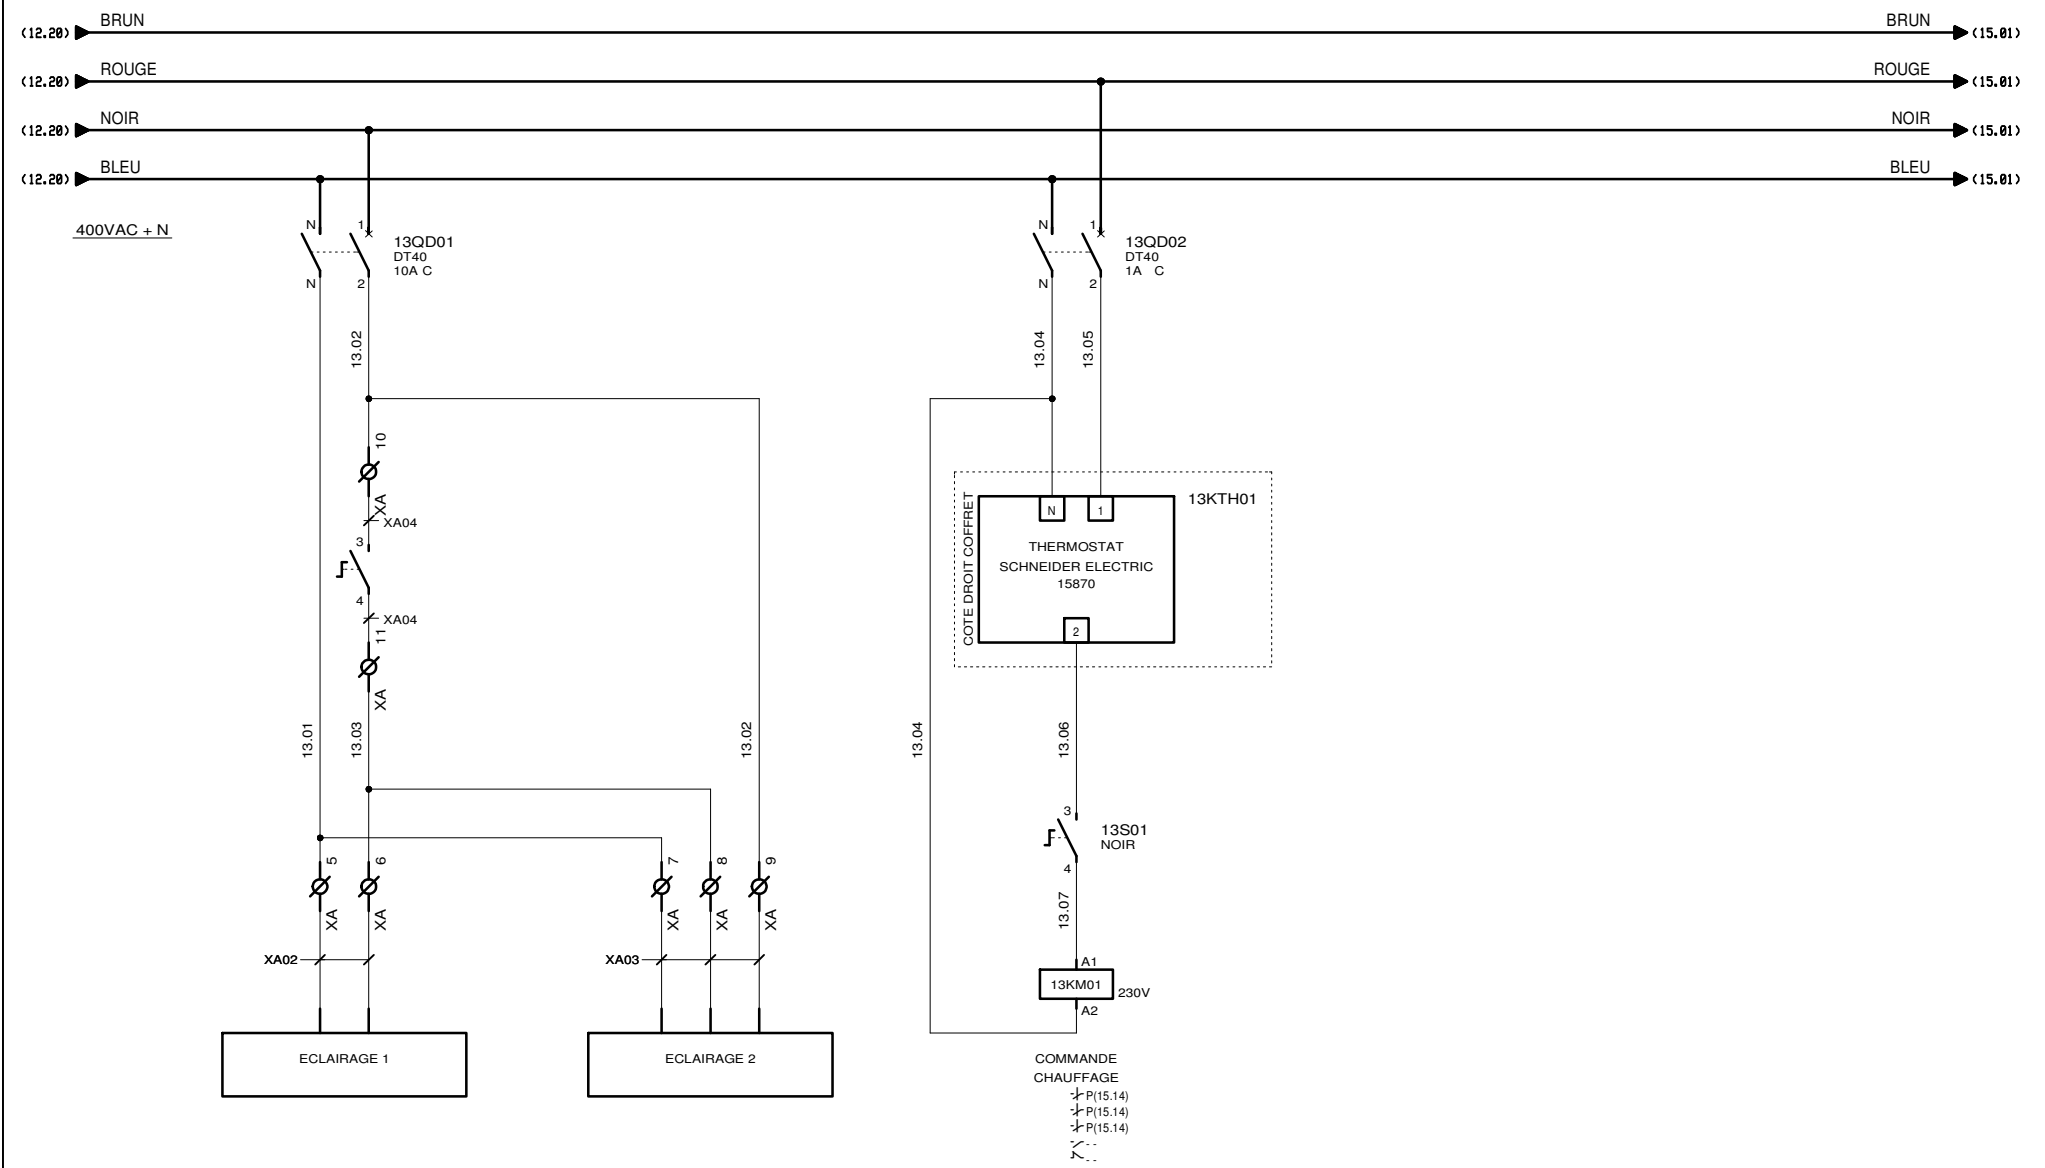 BRUN
BRUN
(12.20)
(15.01)
ROUGE
ROUGE
(12.20)
(15.01)
NOIR
NOIR
(12.20)
(15.01)
BLEU
BLEU
(12.20)
(15.01)
400VAC + N
N
1
13QD01
DT40
10A C
N
2
N
1
13QD02
DT40
1A C
N
2
13.02
13.04
13.05
10
XA
XA04
3
4
XA04
11
XA
COTE DROIT COFFRET
N
1
13KTH01
THERMOSTAT
SCHNEIDER ELECTRIC
15870
2
13.01
13.03
13.02
13.04
13.06
3
13S01
NOIR
4
5
6
7
8
9
XA
XA
XA
XA
XA
13.07
XA02
XA03
A1
13KM01
230V
A2
ECLAIRAGE 1
ECLAIRAGE 2
COMMANDE
CHAUFFAGE
P(15.14)
P(15.14)
P(15.14)